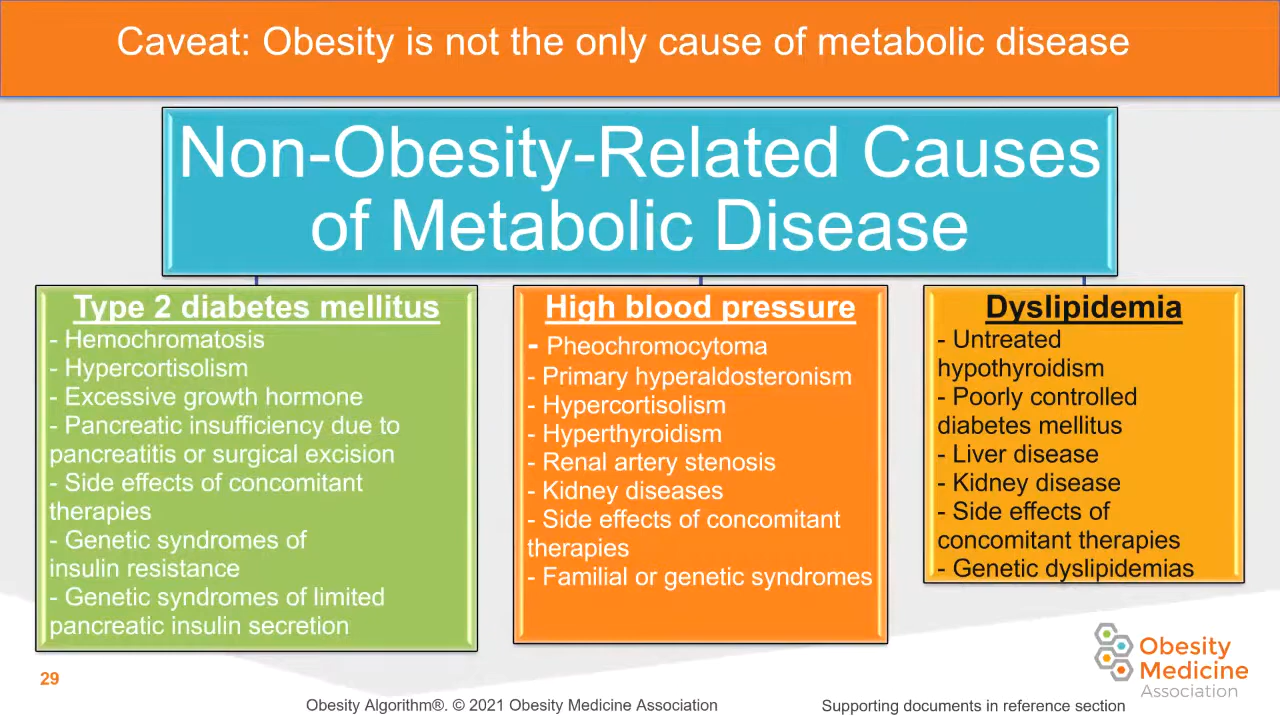 Caveat: Obesity is not the only cause of metabolic disease
Non-Obesity-Related Causes
of Metabolic Disease
Type 2 diabetes mellitus
- Hemochromatosis
- Hypercortisolism
- Excessive growth hormone
- Pancreatic insufficiency due to
pancreatitis or surgical excision
- Side effects of concomitant
therapies
- Genetic syndromes of
insulin resistance
- Genetic syndromes of limited
pancreatic insulin secretion
High blood pressure
- Pheochromocytoma
- Primary hyperaldosteronism
- Hypercortisolism
- Hyperthyroidism
- Renal artery stenosis
- Kidney diseases
- Side effects of concomitant
therapies
- Familial or genetic syndromes
Dyslipidemia
- Untreated
hypothyroidism
- Poorly controlled
diabetes mellitus
- Liver disease
- Kidney disease
- Side effects of
concomitant therapies
- Genetic dyslipidemias
Obesity
Medicine
Association
29
Obesity Algorithm®. © 2021 Obesity Medicine Association
Supporting documents in reference section